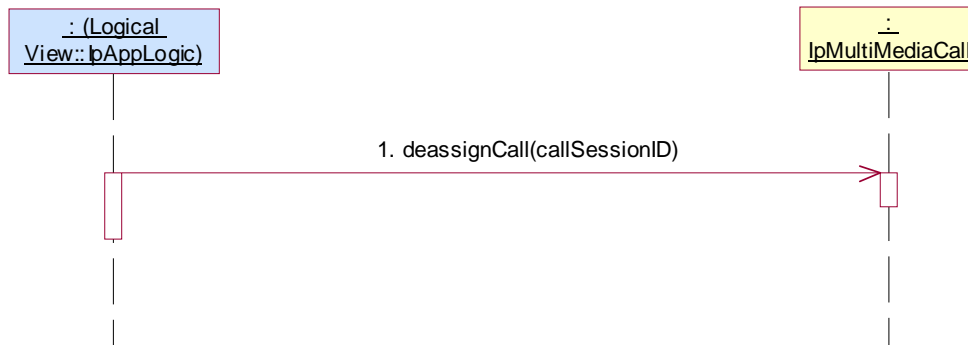 : (Logical
View::IpAppLogic)
:
IpMultiMediaCall
1. deassignCall(callSessionID)